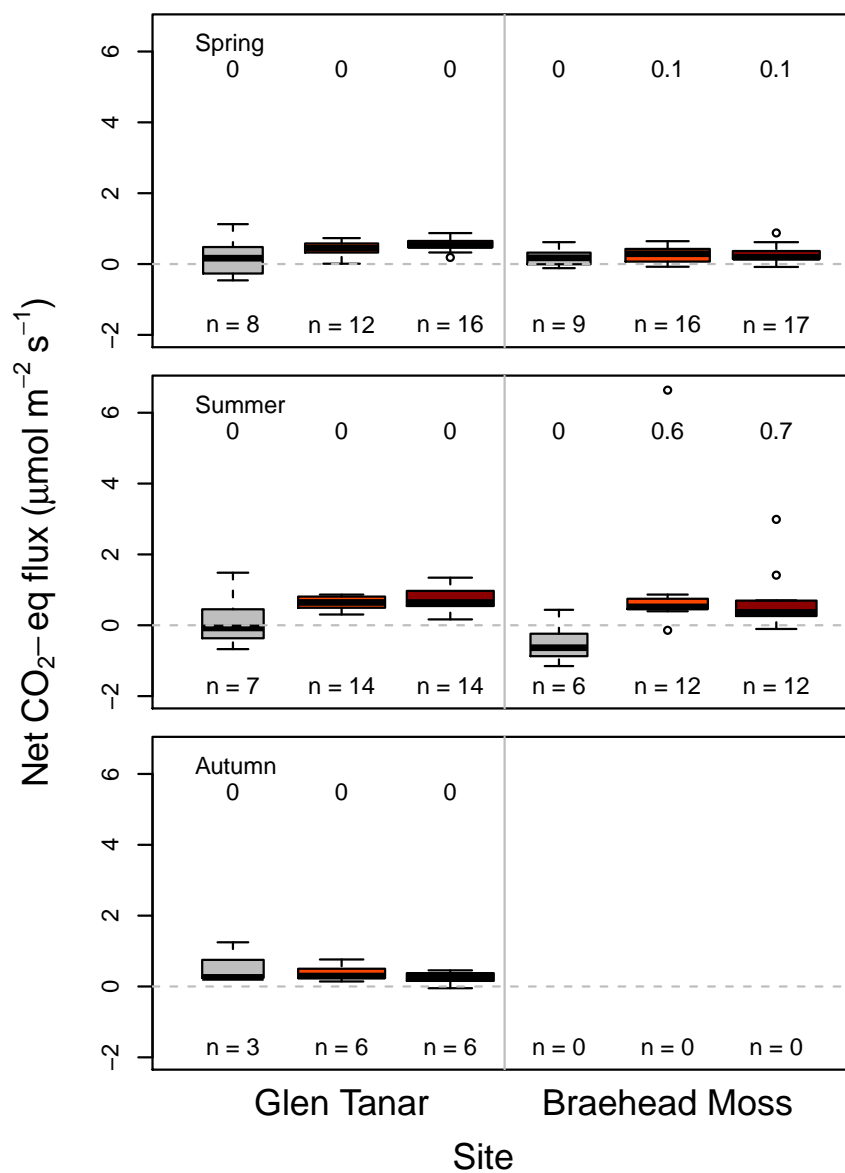 Net CO₂−eq flux (µmol m⁻² s⁻¹)
6
4
2
0
−2
Spring
0 0 0 0 0.1 0.1
n = 8 n = 12 n = 16 n = 9 n = 16 n = 17
6
4
2
0
−2
Summer
0 0 0 0 0.6 0.7
n = 7 n = 14 n = 14 n = 6 n = 12 n = 12
6
4
2
0
−2
Autumn
0 0 0
n = 3 n = 6 n = 6 n = 0 n = 0 n = 0
Glen Tanar Braehead Moss
Site